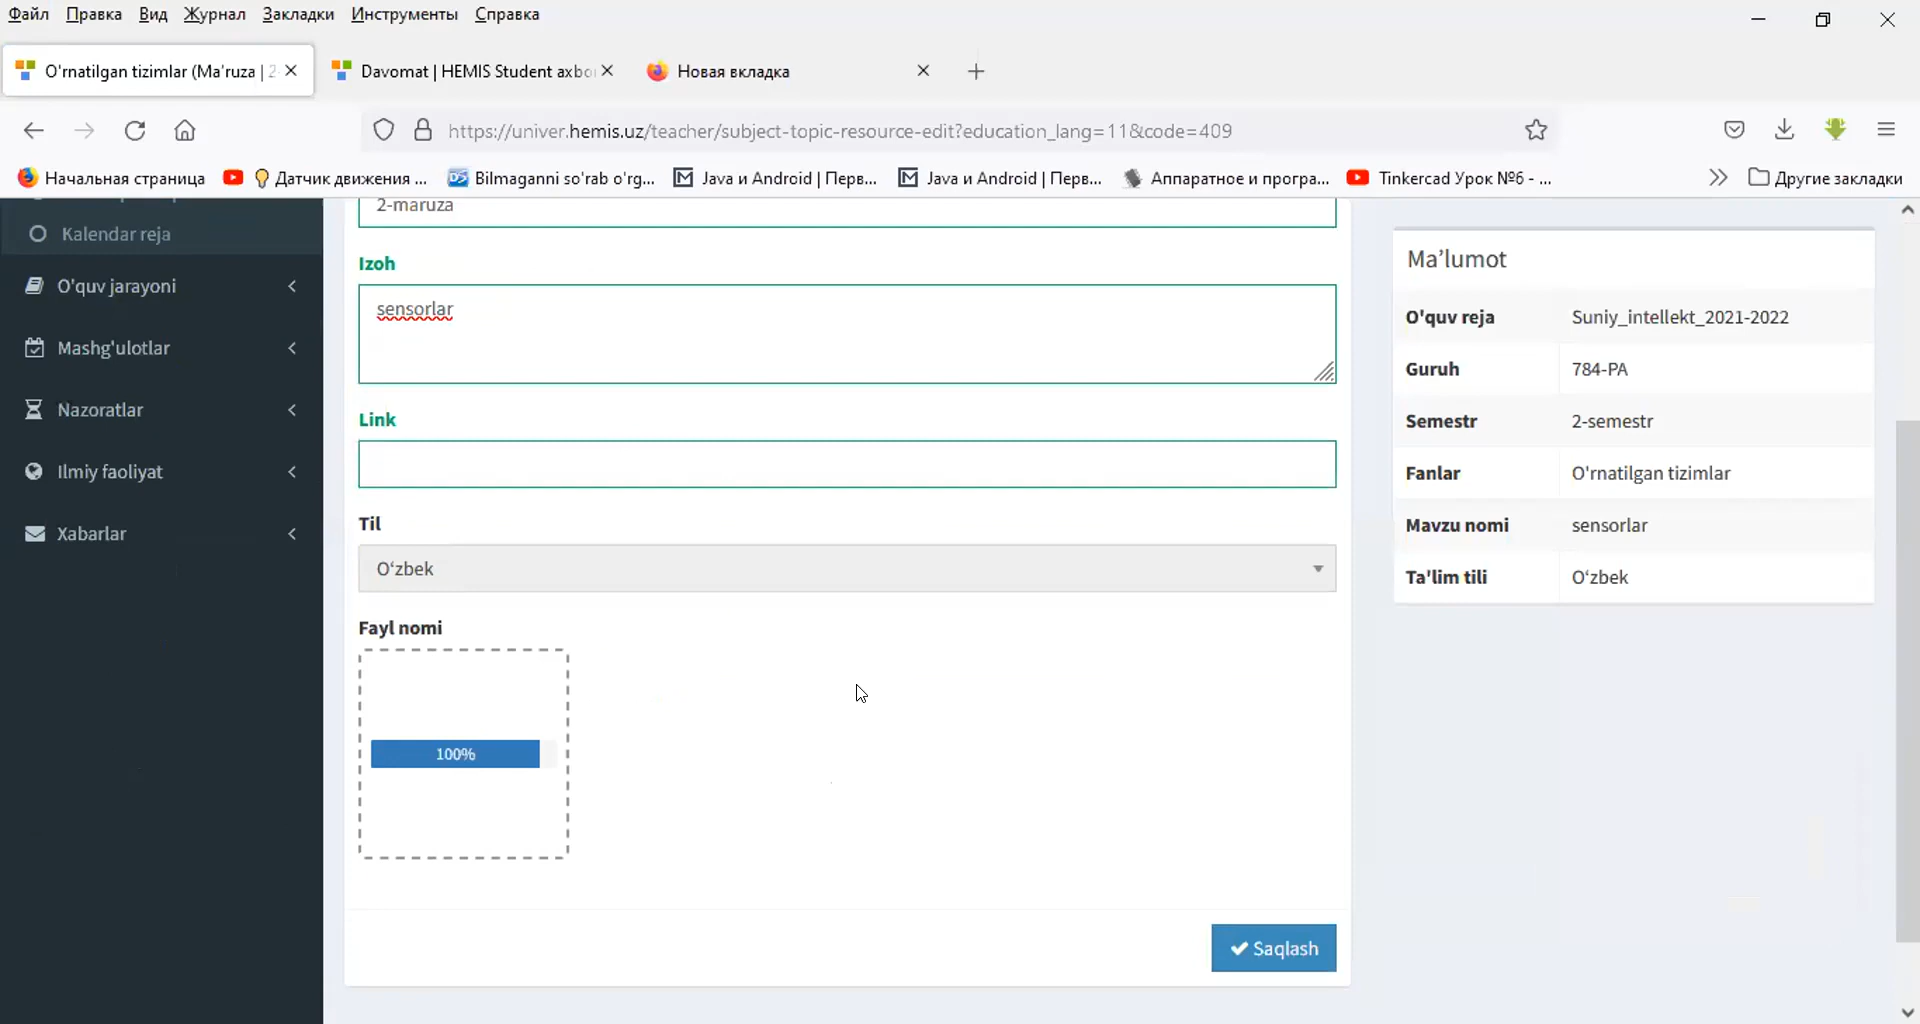 Файл Правка Вид Журнал Закладки Инструменты Справка
O'rnatilgan tizimlar (Ma'ruza | 2
Davomat | HEMIS Student axbo
Новая вкладка
https://univer.hemis.uz/teacher/subject-topic-resource-edit?education_lang=11&code=409
Начальная страница
Датчик движения ...
Bilmaganni so'rab o'rg...
Java и Android | Перв...
Java и Android | Перв...
Аппаратное и програ...
Tinkercad Урок №6 - ...
Другие закладки
Kalendar reja
O'quv jarayoni
Mashg'ulotlar
Nazoratlar
Ilmiy faoliyat
Xabarlar
2-maruza
Izoh
sensorlar
Link
Til
O‘zbek
Fayl nomi
100%
Saqlash
Ma’lumot
O'quv reja Suniy_intellekt_2021-2022
Guruh 784-PA
Semestr 2-semestr
Fanlar O'rnatilgan tizimlar
Mavzu nomi sensorlar
Ta'lim tili O‘zbek